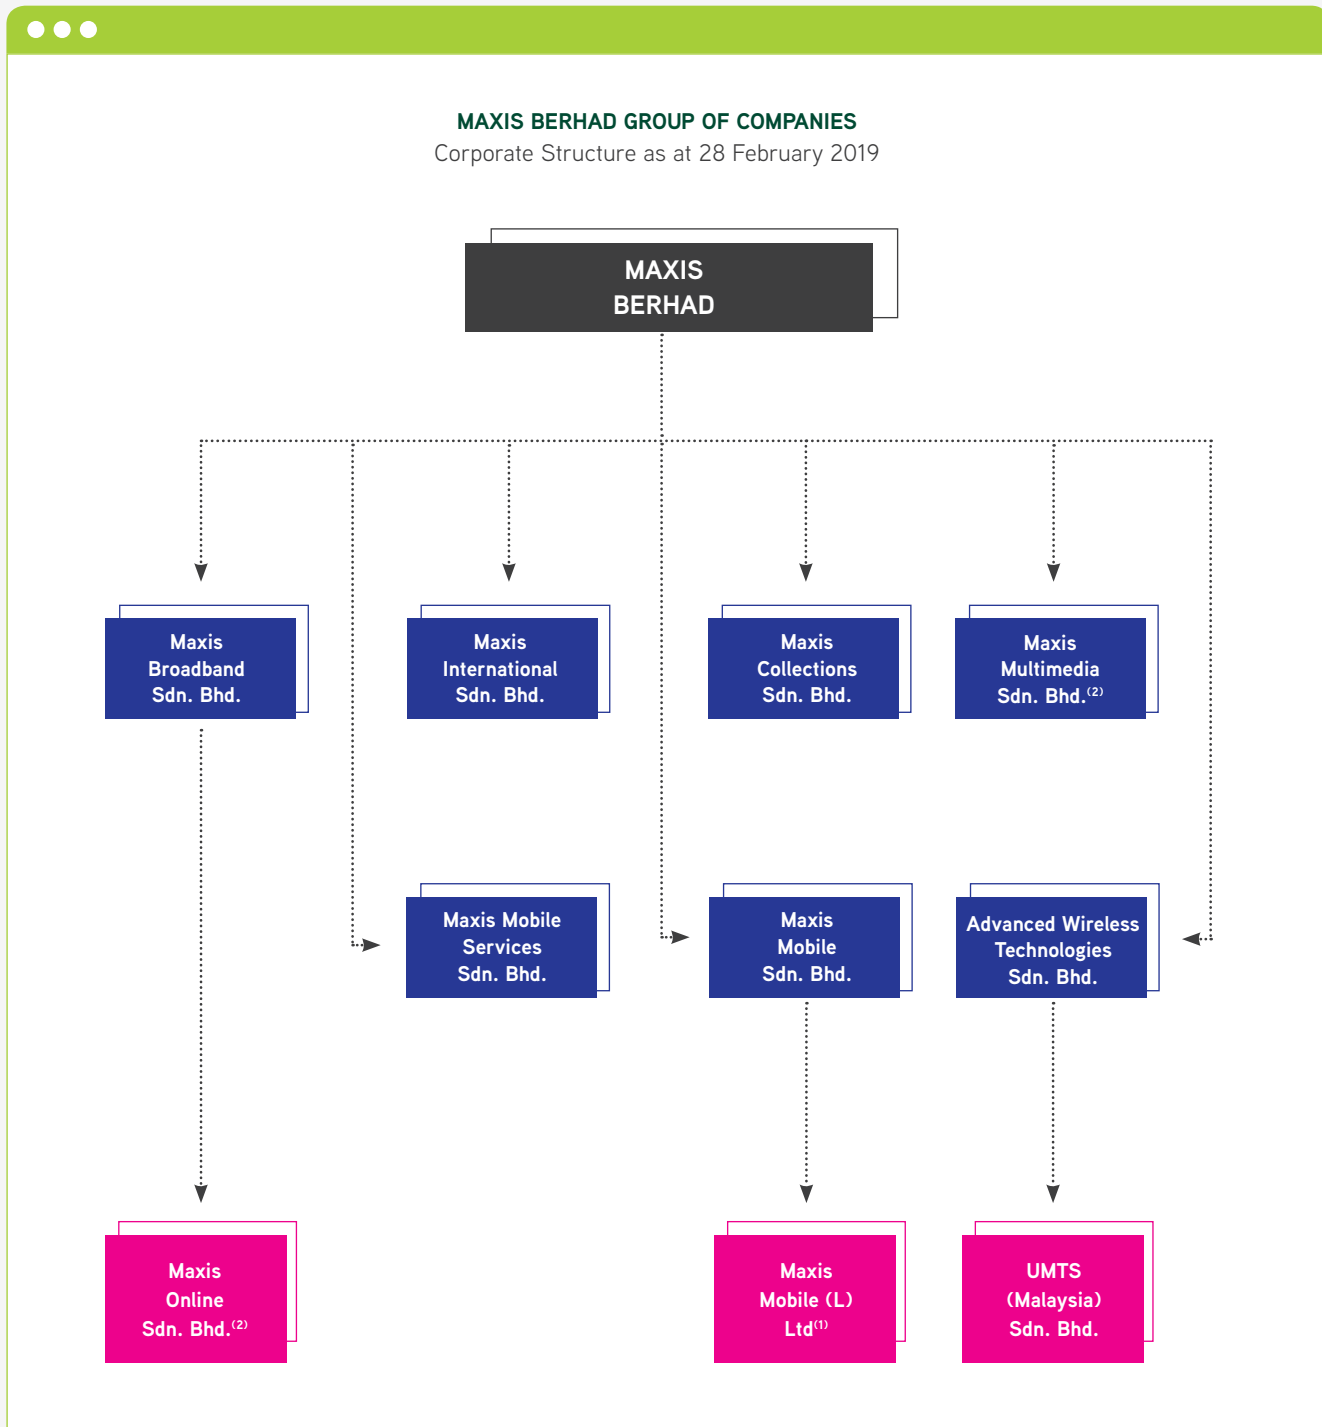 MAXIS BERHAD GROUP OF COMPANIES
Corporate Structure as at 28 February 2019
MAXIS
BERHAD
Maxis
Broadband
Sdn. Bhd.
Maxis
International
Sdn. Bhd.
Maxis
Collections
Sdn. Bhd.
Maxis
Multimedia
Sdn. Bhd.(2)
Maxis Mobile
Services
Sdn. Bhd.
Maxis
Mobile
Sdn. Bhd.
Advanced Wireless
Technologies
Sdn. Bhd.
Maxis
Online
Sdn. Bhd.(2)
Maxis
Mobile (L)
Ltd(1)
UMTS
(Malaysia)
Sdn. Bhd.